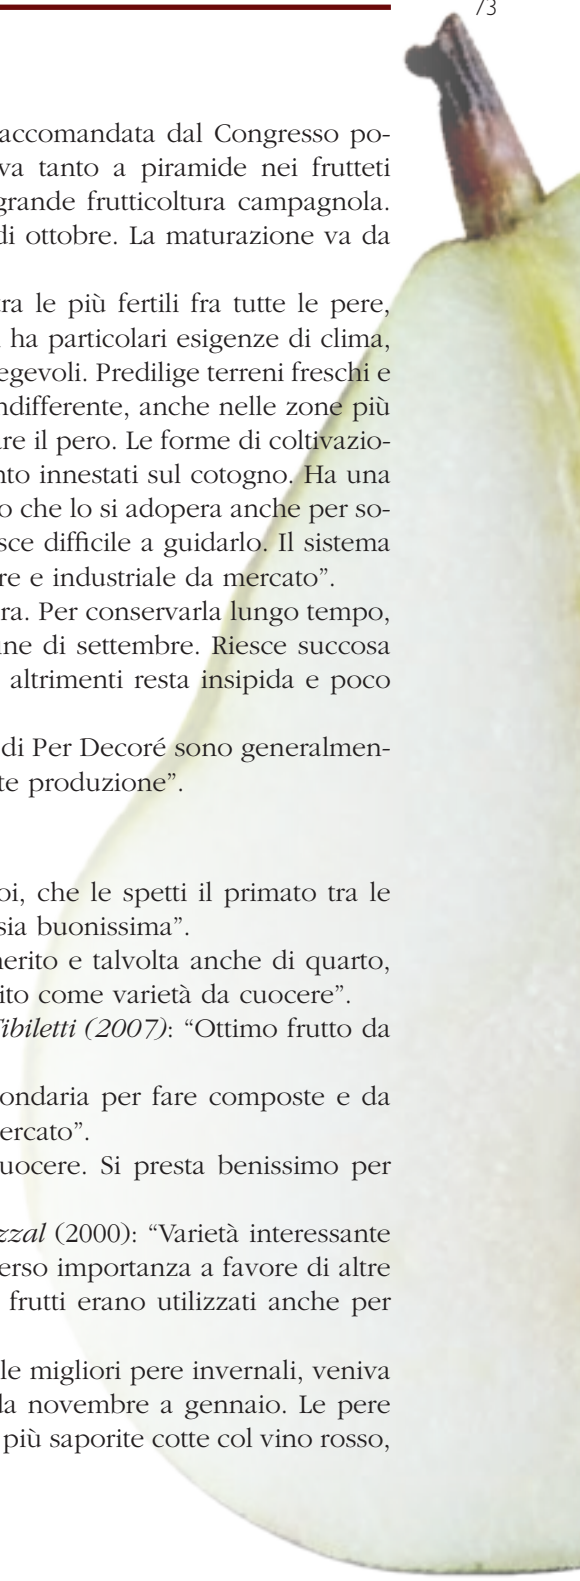 73
accomandata dal Congresso po-
va tanto a piramide nei frutteti
grande frutticoltura campagnola.
di ottobre. La maturazione va da
tra le più fertili fra tutte le pere,
ha particolari esigenze di clima,
egevoli. Predilige terreni freschi e
ndifferente, anche nelle zone più
are il pero. Le forme di coltivazio-
nto innestati sul cotogno. Ha una
o che lo si adopera anche per so-
sce difficile a guidarlo. Il sistema
re e industriale da mercato”.
ra. Per conservarla lungo tempo,
ine di settembre. Riesce succosa
altrimenti resta insipida e poco
di Per Decoré sono generalmen-
te produzione”.
oi, che le spetti il primato tra le
sia buonissima”.
nerito e talvolta anche di quarto,
ito come varietà da cuocere”.
Tibiletti (2007): “Ottimo frutto da
ondaria per fare composte e da
ercato”.
uocere. Si presta benissimo per
zzal (2000): “Varietà interessante
erso importanza a favore di altre
frutti erano utilizzati anche per
le migliori pere invernali, veniva
da novembre a gennaio. Le pere
più saporite cotte col vino rosso,